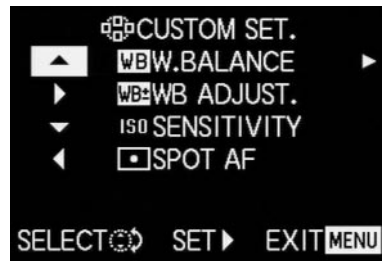 CUSTOM SET.
WB W.BALANCE
WB± WB ADJUST.
ISO SENSITIVITY
SPOT AF
SELECT SET EXIT MENU